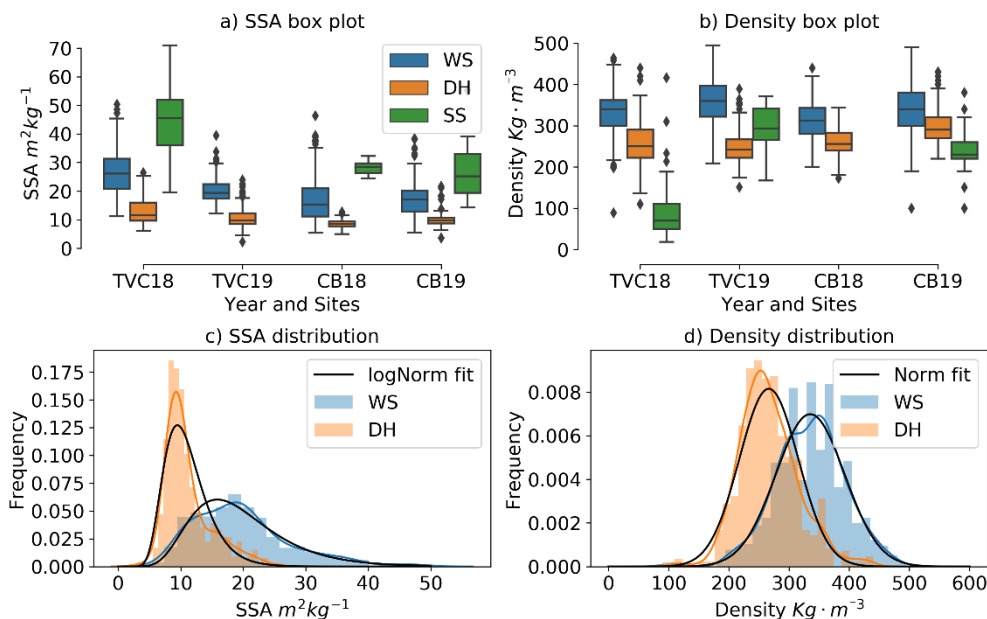 a) SSA box plot
SSA m²kg⁻¹
70
60
50
40
30
20
10
0
WS
DH
SS
TVC18 TVC19 CB18 CB19
Year and Sites
b) Density box plot
Density Kg · m⁻³
500
400
300
200
100
0
TVC18 TVC19 CB18 CB19
Year and Sites
c) SSA distribution
Frequency
0.175
0.150
0.125
0.100
0.075
0.050
0.025
0.000
logNorm fit
WS
DH
0 10 20 30 40 50
SSA m²kg⁻¹
d) Density distribution
Frequency
0.008
0.006
0.004
0.002
0.000
Norm fit
WS
DH
0 100 200 300 400 500 600
Density Kg · m⁻³